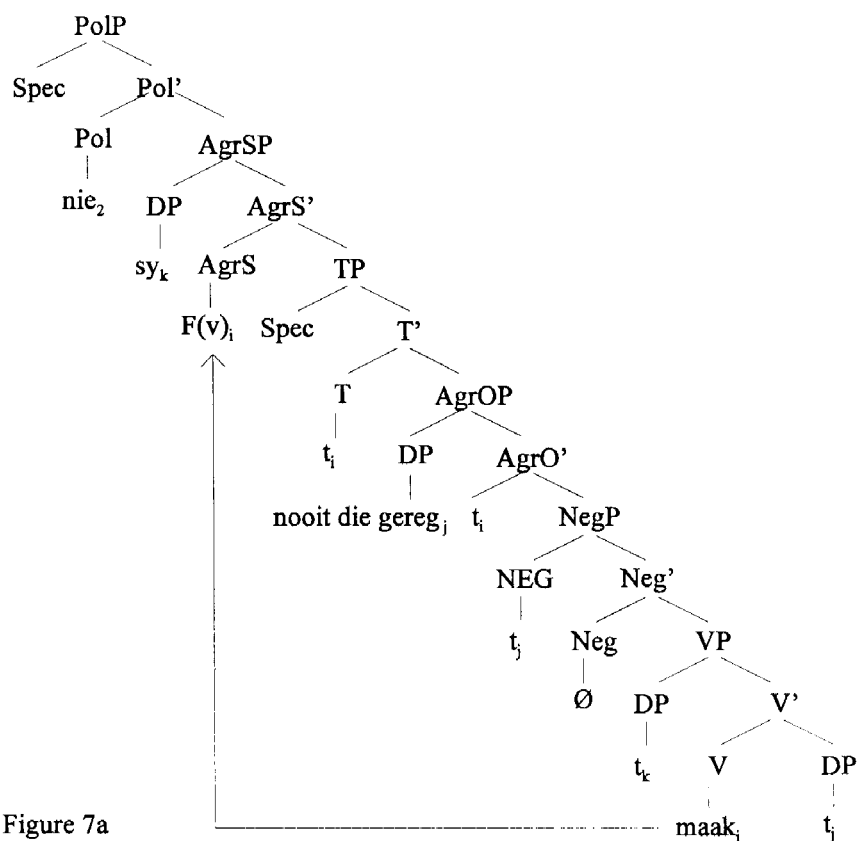 PolP
Spec Pol’
Pol AgrSP
nie₂ DP AgrS’
syₖ AgrS TP
F(v)ᵢ Spec T’
T AgrOP
tᵢ DP AgrO’
nooit die geregⱼ tᵢ NegP
NEG Neg’
tⱼ Neg VP
Ø DP V’
tₖ V DP
Figure 7a maakᵢ tⱼ